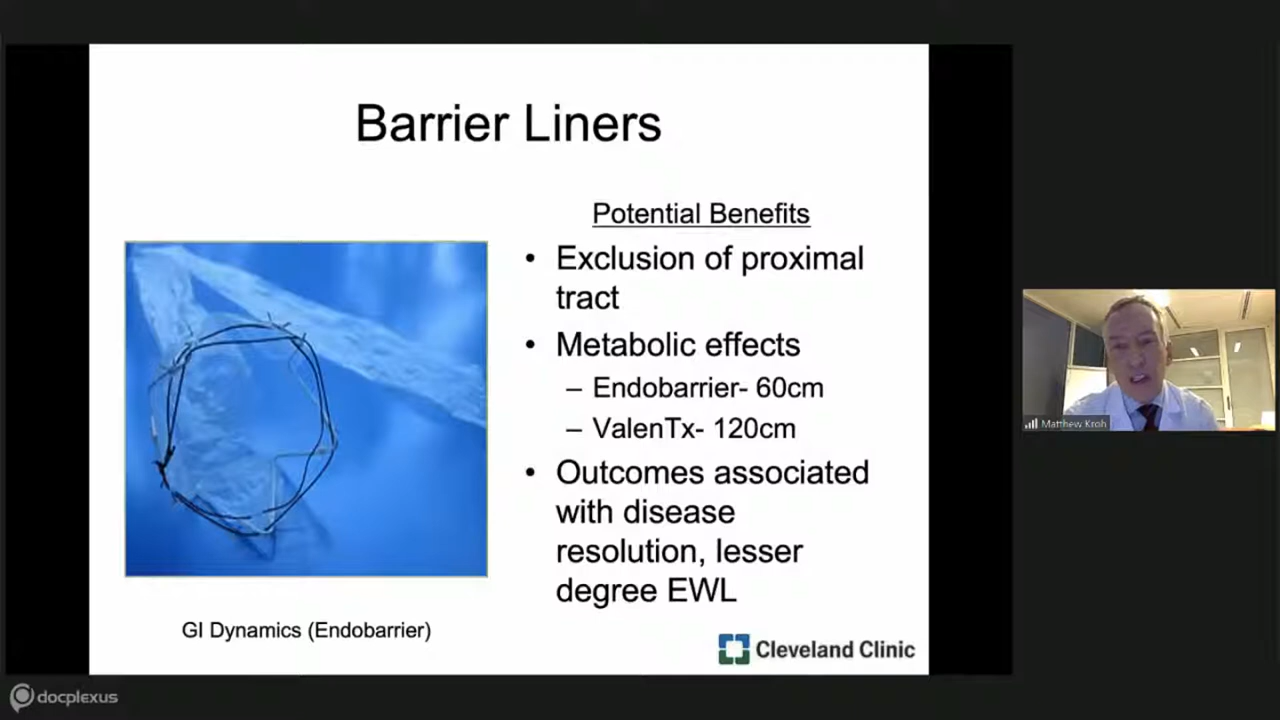 Barrier Liners
Potential Benefits
• Exclusion of proximal
tract
• Metabolic effects
– Endobarrier- 60cm
– ValenTx- 120cm
• Outcomes associated
with disease
resolution, lesser
degree EWL
GI Dynamics (Endobarrier)
Cleveland Clinic
Matthew Kroh
docplexus